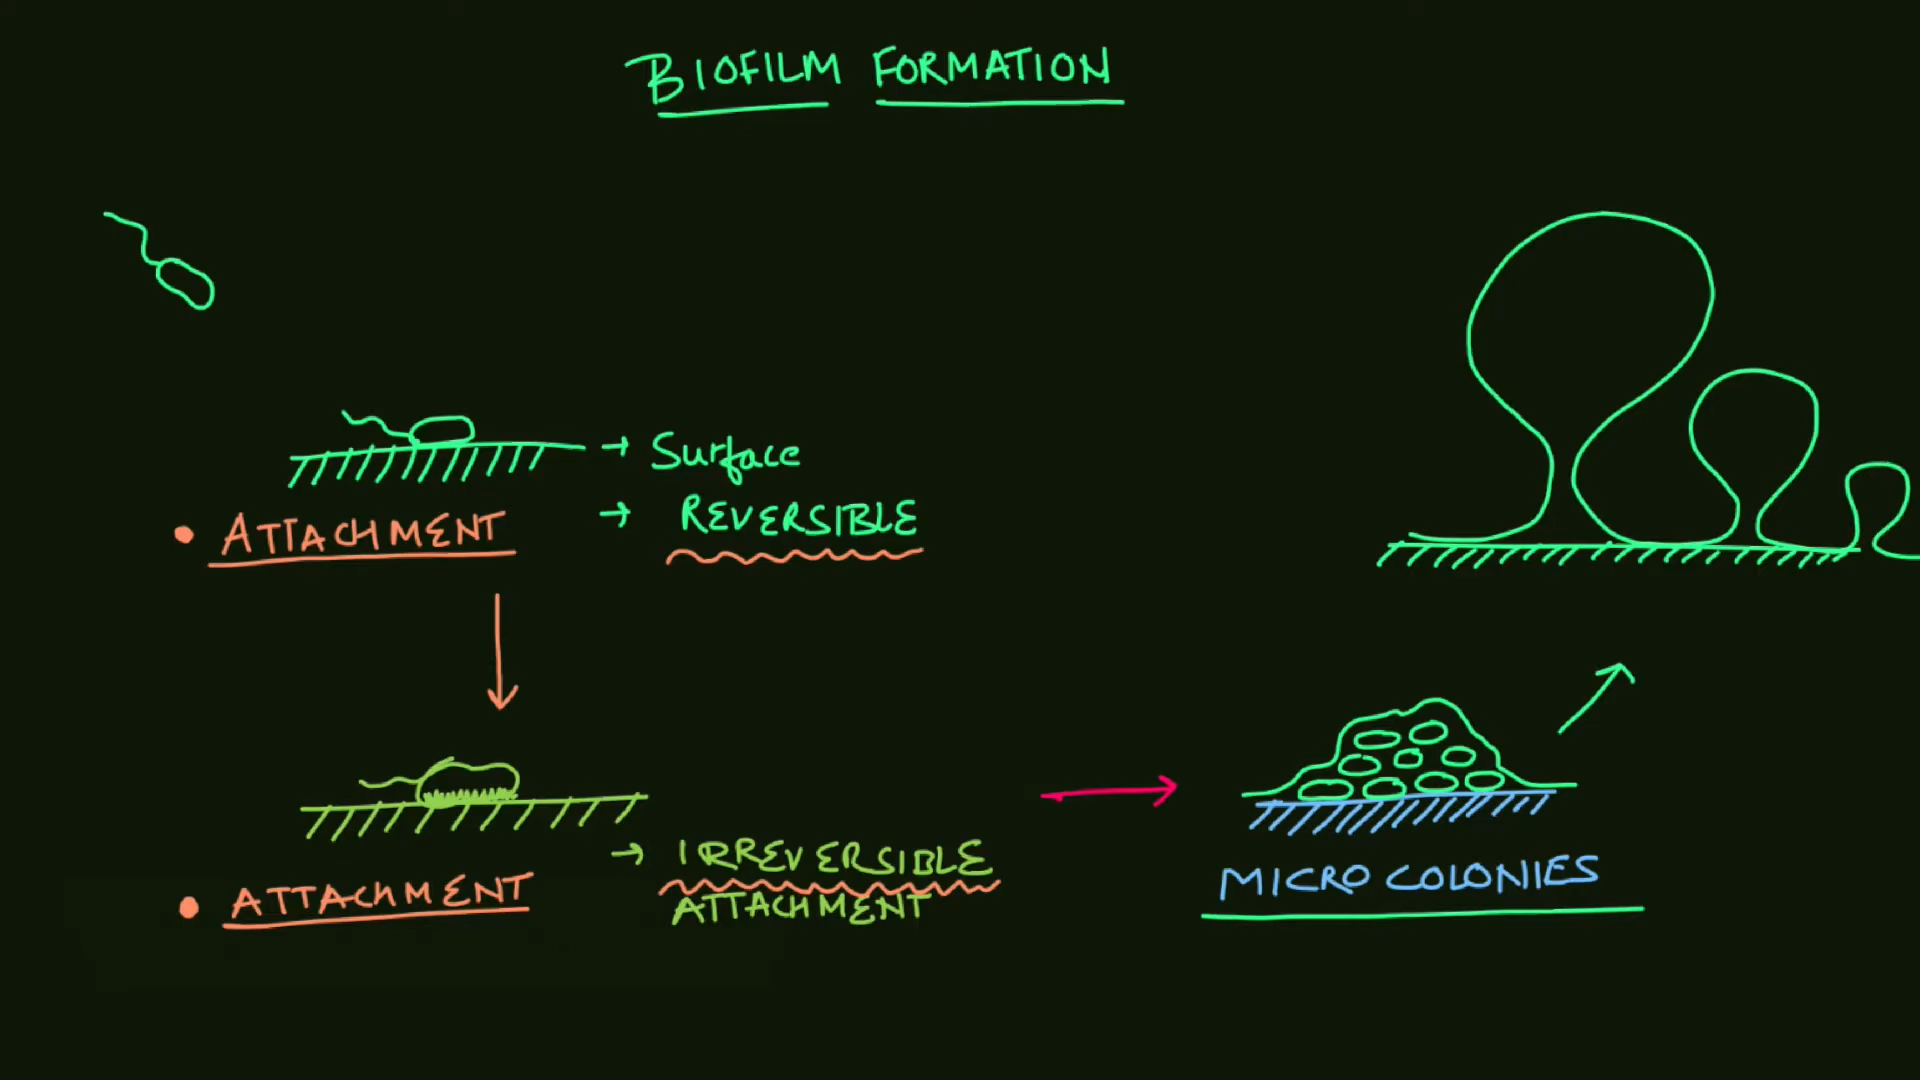 BIOFILM FORMATION
→ Surface
• ATTACHMENT → REVERSIBLE
→ IRREVERSIBLE
• ATTACHMENT ATTACHMENT
MICRO COLONIES